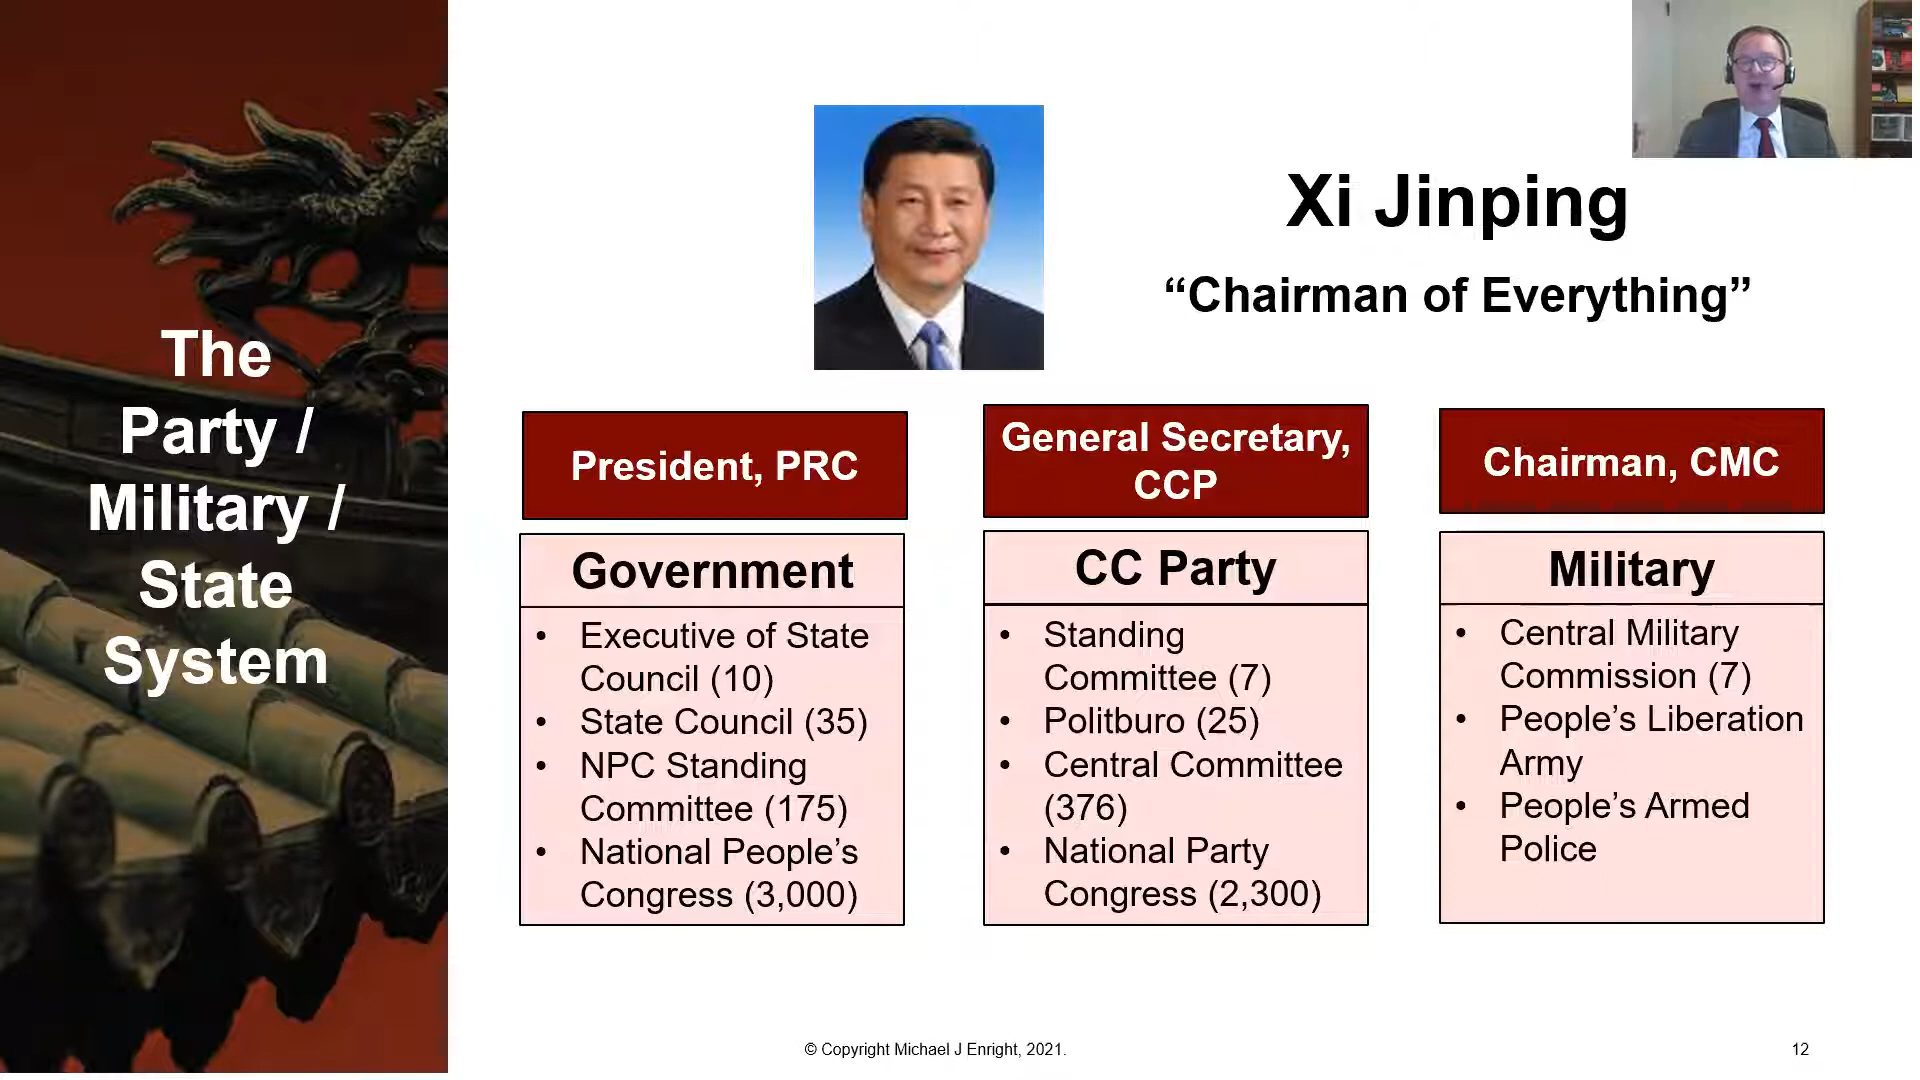 The
Party /
Military /
State
System
Xi Jinping
“Chairman of Everything”
President, PRC
Government
• Executive of State
Council (10)
• State Council (35)
• NPC Standing
Committee (175)
• National People’s
Congress (3,000)
General Secretary,
CCP
CC Party
• Standing
Committee (7)
• Politburo (25)
• Central Committee
(376)
• National Party
Congress (2,300)
Chairman, CMC
Military
• Central Military
Commission (7)
• People’s Liberation
Army
• People’s Armed
Police
© Copyright Michael J Enright, 2021.
12